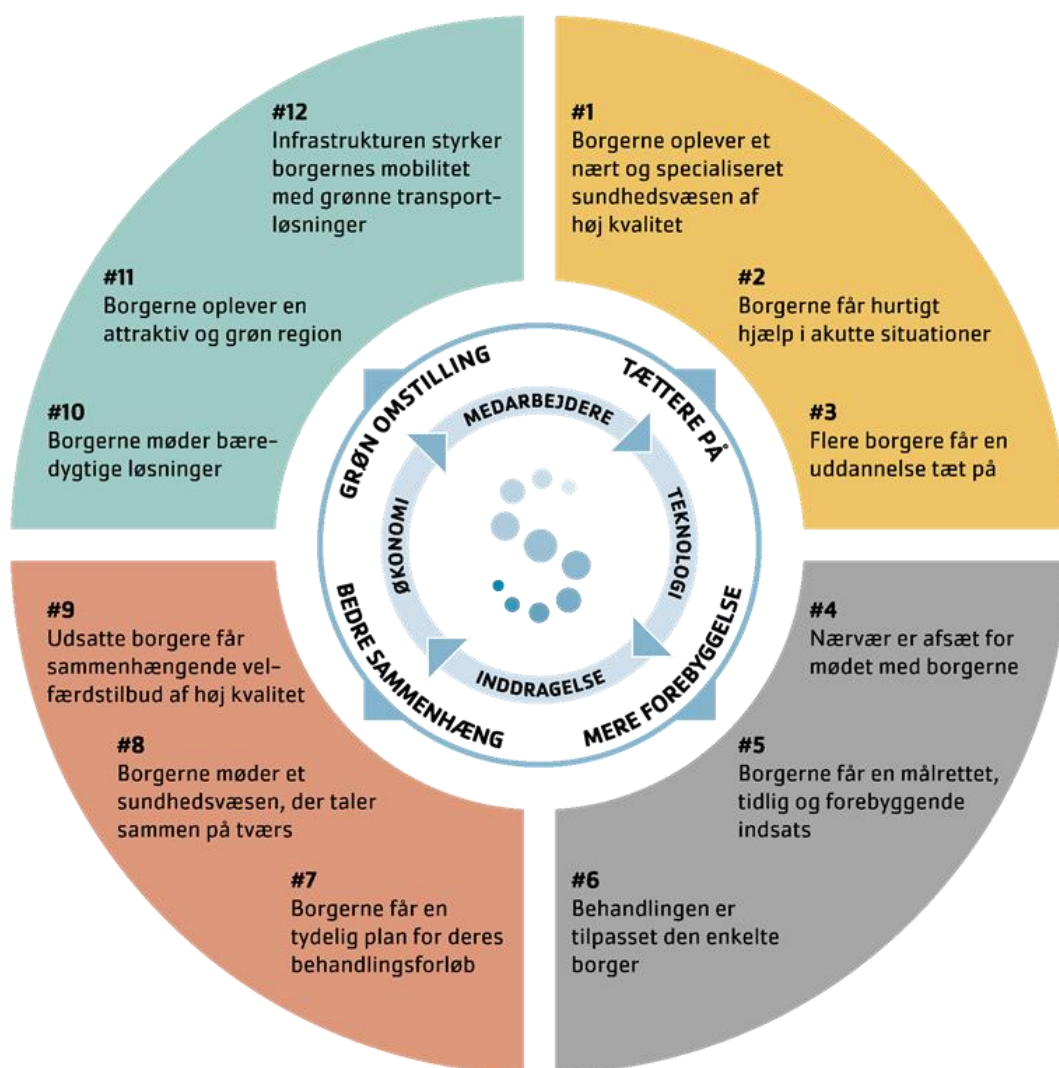 #12
Infrastrukturen styrker
borgernes mobilitet
med grønne transport-
løsninger
#11
Borgerne oplever en
attraktiv og grøn region
#10
Borgerne møder bære-
dygtige løsninger
#1
Borgerne oplever et
nært og specialiseret
sundhedsvæsen af
høj kvalitet
#2
Borgerne får hurtigt
hjælp i akutte situationer
#3
Flere borgere får en
uddannelse tæt på
GRØN OMSTILLING
TÆTTERE PÅ
MEDARBEJDERE
ØKONOMI
TEKNOLOGI
INDDRAGELSE
BEDRE SAMMENHÆNG
MERE FOREBYGGELSE
#9
Udsatte borgere får
sammenhængende vel-
færdstilbud af høj kvalitet
#8
Borgerne møder et
sundhedsvæsen, der taler
sammen på tværs
#7
Borgerne får en
tydelig plan for deres
behandlingsforløb
#4
Nærvær er afsæt for
mødet med borgerne
#5
Borgerne får en målrettet,
tidlig og forebyggende
indsats
#6
Behandlingen er
tilpasset den enkelte
borger